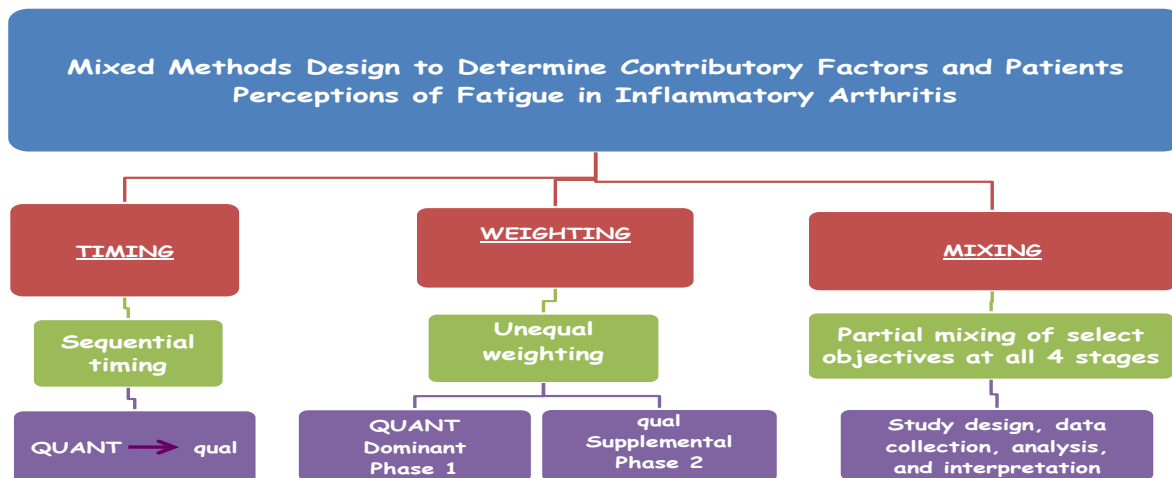 Mixed Methods Design to Determine Contributory Factors and Patients
Perceptions of Fatigue in Inflammatory Arthritis
TIMING
WEIGHTING
MIXING
Sequential
timing
Unequal
weighting
Partial mixing of select
objectives at all 4 stages
QUANT → qual
QUANT
Dominant
Phase 1
qual
Supplemental
Phase 2
Study design, data
collection, analysis,
and interpretation